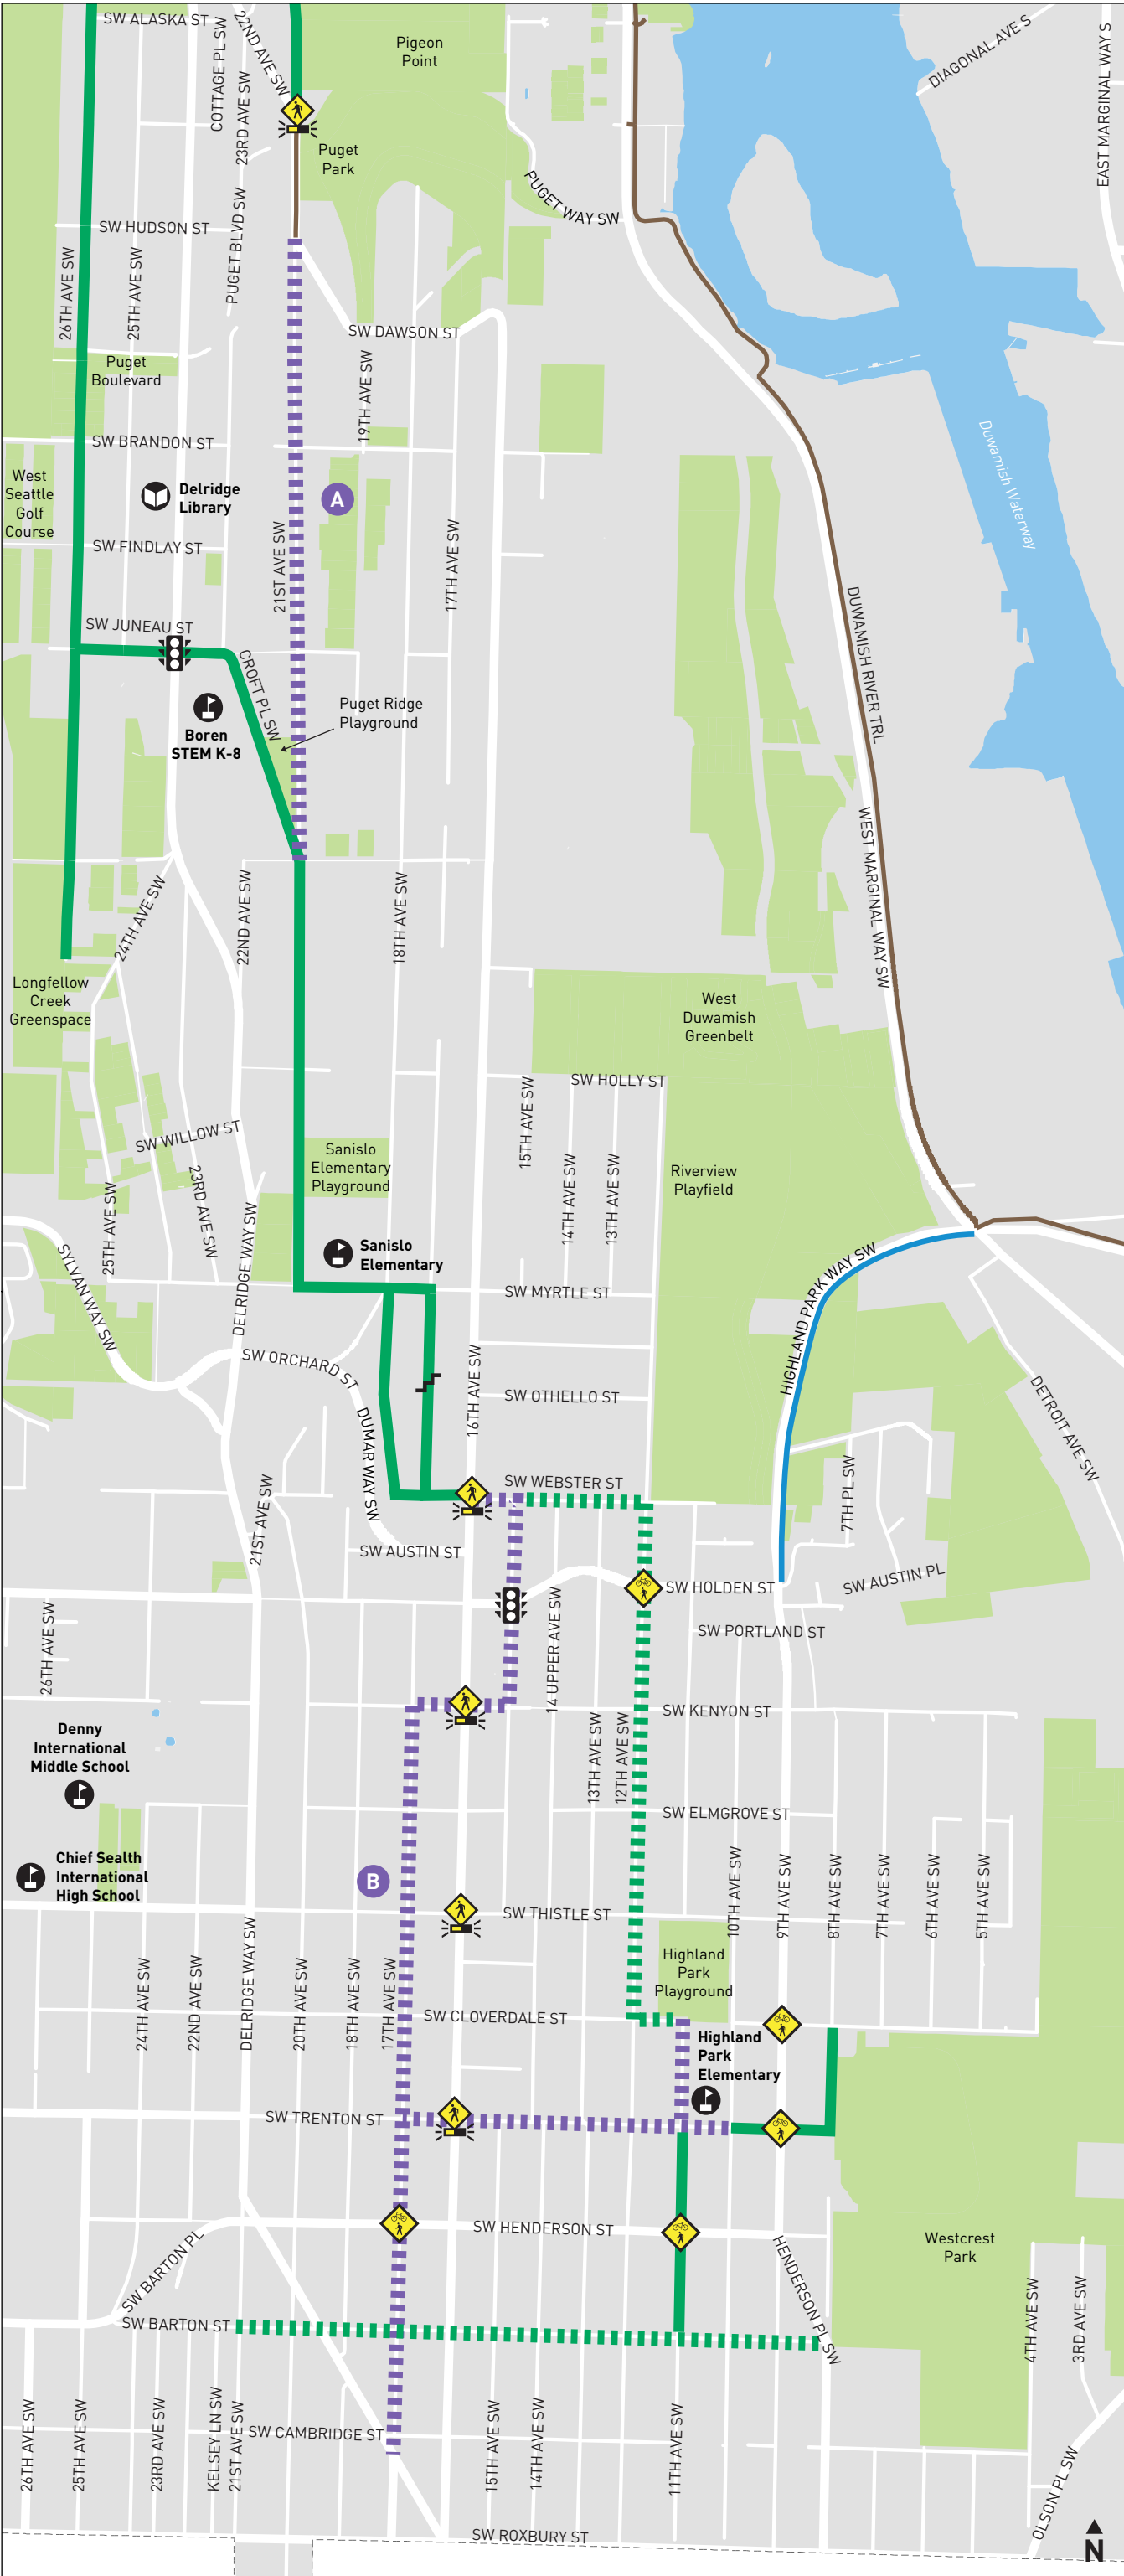 SW ALASKA ST
22ND AVE SW
COTTAGE PL SW
23RD AVE SW
Pigeon
Point
DIAGONAL AVE S
EAST MARGINAL WAY S
Puget
Park
PUGET WAY SW
SW HUDSON ST
PUGET BLVD SW
26TH AVE SW
25TH AVE SW
SW DAWSON ST
Puget
Boulevard
19TH AVE SW
SW BRANDON ST
Duwamish Waterway
West
Seattle
Golf
Course
Delridge
Library
A
SW FINDLAY ST
21ST AVE SW
17TH AVE SW
SW JUNEAU ST
DUWAMISH RIVER TRL
CROFT PL SW
Puget Ridge
Playground
Boren
STEM K-8
WEST MARGINAL WAY SW
24TH AVE SW
22ND AVE SW
18TH AVE SW
Longfellow
Creek
Greenspace
West
Duwamish
Greenbelt
SW HOLLY ST
15TH AVE SW
SW WILLOW ST
Sanislo
Elementary
Playground
14TH AVE SW
13TH AVE SW
Riverview
Playfield
25TH AVE SW
23RD AVE SW
DELRIDGE WAY SW
SYLVAN WAY SW
Sanislo
Elementary
HIGHLAND PARK WAY SW
SW MYRTLE ST
SW ORCHARD ST
16TH AVE SW
SW OTHELLO ST
DETROIT AVE SW
DUMAR WAY SW
SW WEBSTER ST
7TH PL SW
21ST AVE SW
SW AUSTIN ST
SW HOLDEN ST
SW AUSTIN PL
26TH AVE SW
14 UPPER AVE SW
SW PORTLAND ST
SW KENYON ST
Denny
International
Middle School
13TH AVE SW
12TH AVE SW
SW ELMGROVE ST
Chief Sealth
International
High School
B
10TH AVE SW
9TH AVE SW
8TH AVE SW
7TH AVE SW
6TH AVE SW
5TH AVE SW
SW THISTLE ST
Highland
Park
Playground
24TH AVE SW
22ND AVE SW
DELRIDGE WAY SW
20TH AVE SW
18TH AVE SW
17TH AVE SW
SW CLOVERDALE ST
Highland
Park
Elementary
SW TRENTON ST
SW HENDERSON ST
Westcrest
Park
SW BARTON PL
HENDERSON PL SW
4TH AVE SW
3RD AVE SW
SW BARTON ST
26TH AVE SW
25TH AVE SW
23RD AVE SW
KELSEY LN SW
21ST AVE SW
SW CAMBRIDGE ST
15TH AVE SW
14TH AVE SW
11TH AVE SW
OLSON PL SW
SW ROXBURY ST
N